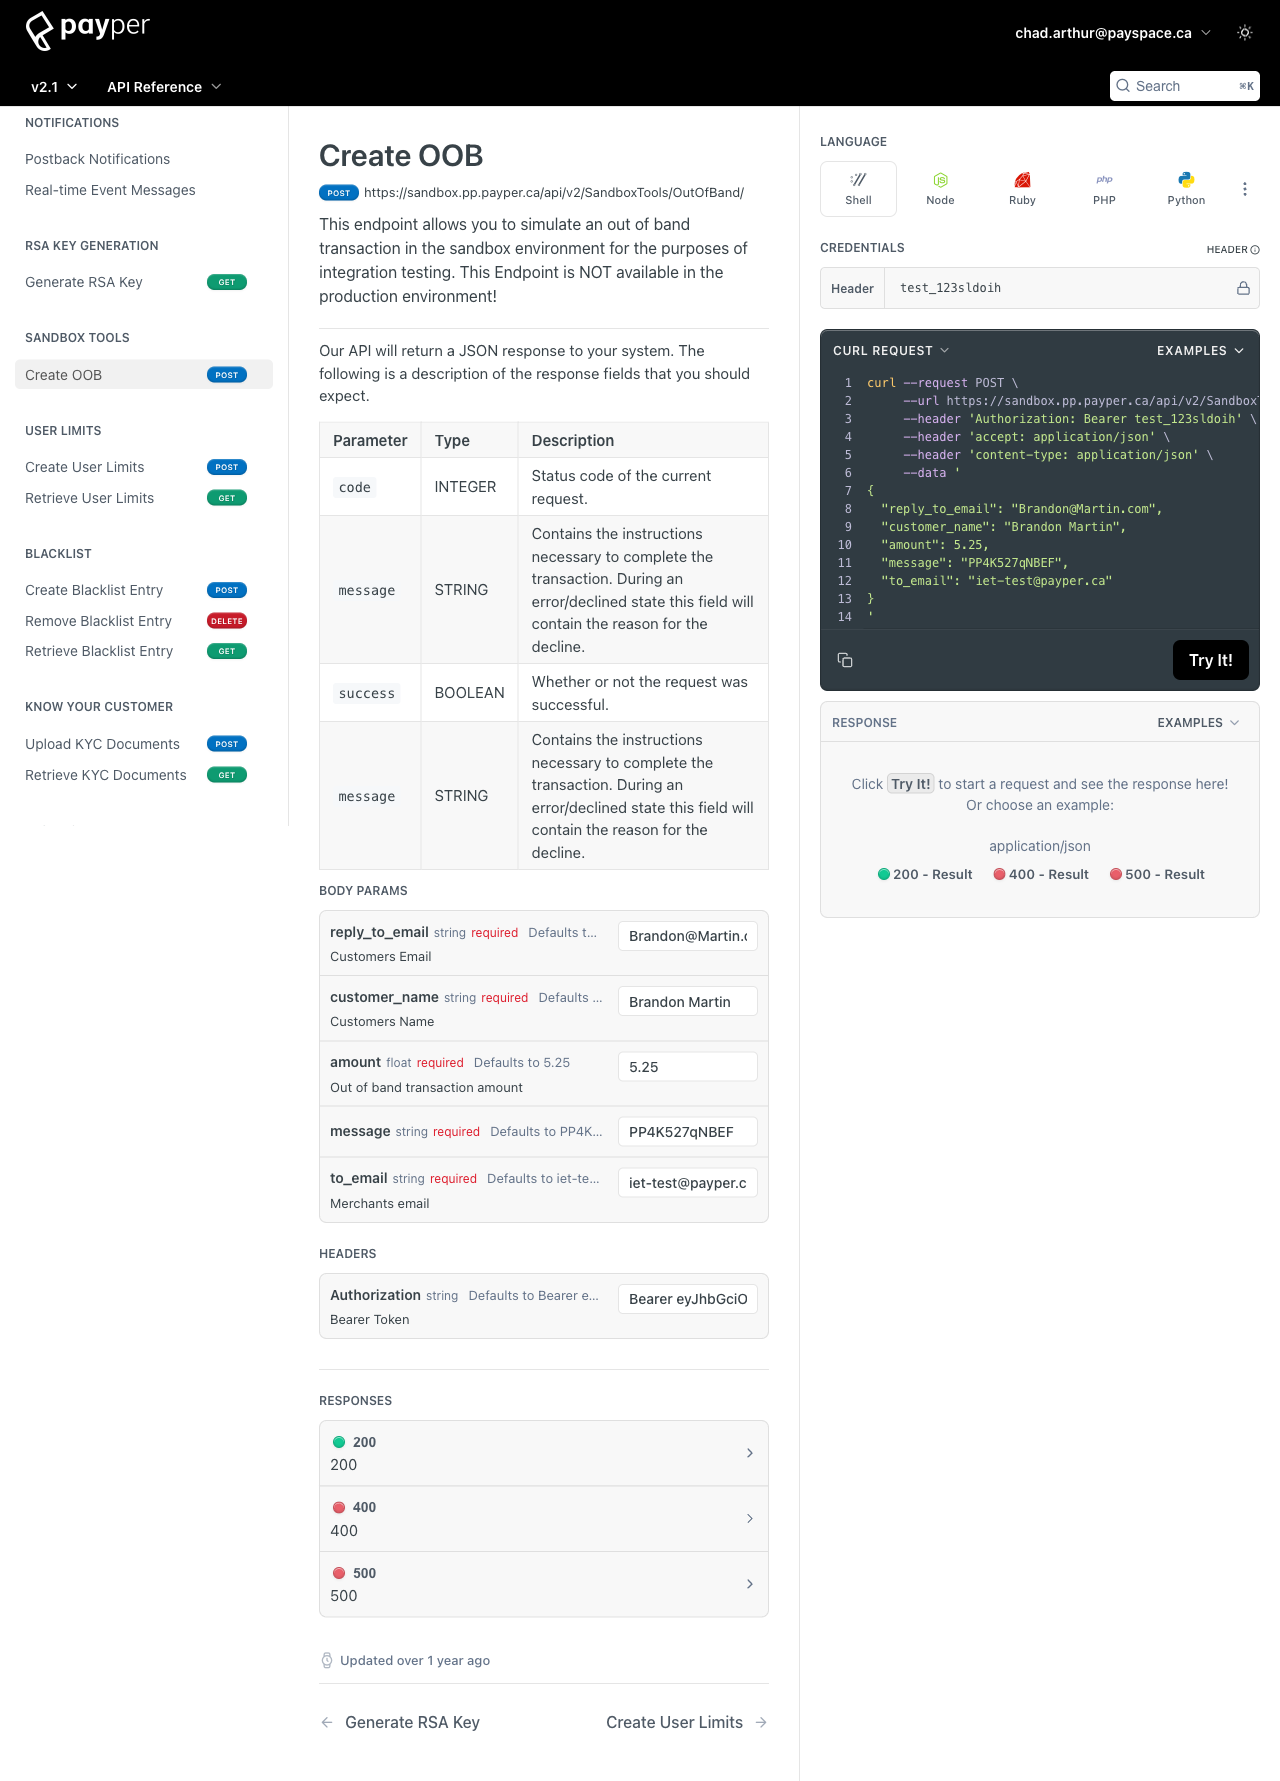 payper
chad.arthur@payspace.ca
v2.1
API Reference
Search
⌘K
NOTIFICATIONS
Postback Notifications
Real-time Event Messages
RSA KEY GENERATION
Generate RSA Key GET
SANDBOX TOOLS
Create OOB POST
USER LIMITS
Create User Limits POST
Retrieve User Limits GET
BLACKLIST
Create Blacklist Entry POST
Remove Blacklist Entry DELETE
Retrieve Blacklist Entry GET
KNOW YOUR CUSTOMER
Upload KYC Documents POST
Retrieve KYC Documents GET
Create OOB
POST https://sandbox.pp.payper.ca/api/v2/SandboxTools/OutOfBand/
This endpoint allows you to simulate an out of band
transaction in the sandbox environment for the purposes of
integration testing. This Endpoint is NOT available in the
production environment!
Our API will return a JSON response to your system. The
following is a description of the response fields that you should
expect.
Parameter Type Description
code INTEGER Status code of the current
request.
message STRING Contains the instructions
necessary to complete the
transaction. During an
error/declined state this field will
contain the reason for the
decline.
success BOOLEAN Whether or not the request was
successful.
message STRING Contains the instructions
necessary to complete the
transaction. During an
error/declined state this field will
contain the reason for the
decline.
BODY PARAMS
reply_to_email string required Defaults t... Brandon@Martin.c
Customers Email
customer_name string required Defaults ... Brandon Martin
Customers Name
amount float required Defaults to 5.25 5.25
Out of band transaction amount
message string required Defaults to PP4K... PP4K527qNBEF
to_email string required Defaults to iet-te... iet-test@payper.c
Merchants email
HEADERS
Authorization string Defaults to Bearer e... Bearer eyJhbGciO
Bearer Token
RESPONSES
200
200
400
400
500
500
Updated over 1 year ago
← Generate RSA Key
Create User Limits →
LANGUAGE
Shell
Node
Ruby
php
PHP
Python
CREDENTIALS
HEADER
Header test_123sldoih
CURL REQUEST EXAMPLES
1 curl --request POST \
2 --url https://sandbox.pp.payper.ca/api/v2/Sandbox
3 --header 'Authorization: Bearer test_123sldoih' \
4 --header 'accept: application/json' \
5 --header 'content-type: application/json' \
6 --data '
7 {
8 "reply_to_email": "Brandon@Martin.com",
9 "customer_name": "Brandon Martin",
10 "amount": 5.25,
11 "message": "PP4K527qNBEF",
12 "to_email": "iet-test@payper.ca"
13 }
14 '
Try It!
RESPONSE EXAMPLES
Click Try It! to start a request and see the response here!
Or choose an example:
application/json
200 - Result 400 - Result 500 - Result